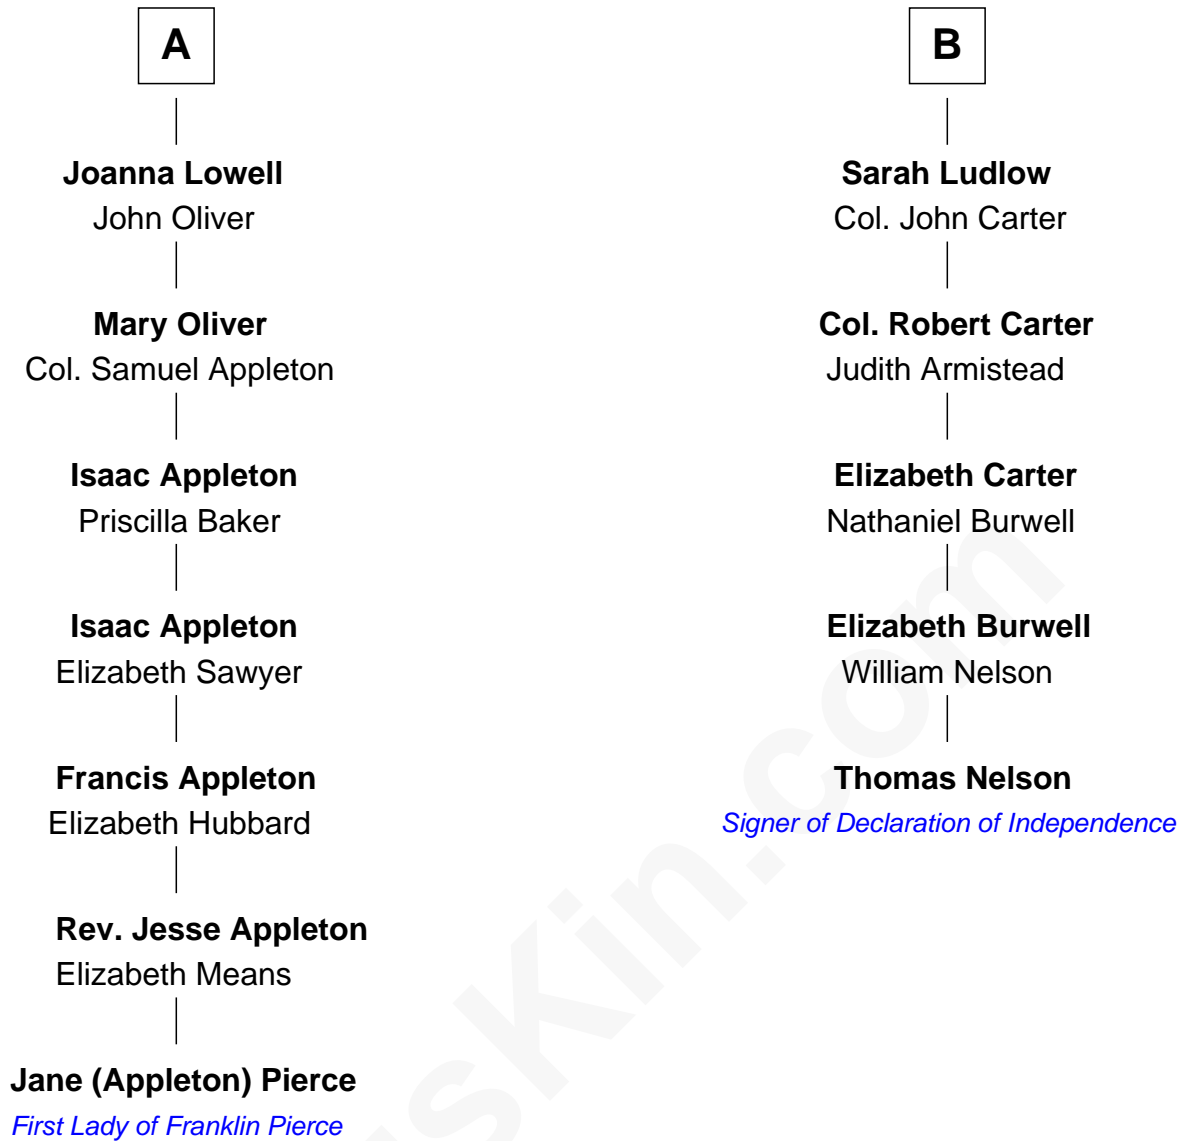 A
Joanna Lowell
John Oliver
Mary Oliver
Col. Samuel Appleton
Isaac Appleton
Priscilla Baker
Isaac Appleton
Elizabeth Sawyer
Francis Appleton
Elizabeth Hubbard
Rev. Jesse Appleton
Elizabeth Means
Jane (Appleton) Pierce
First Lady of Franklin Pierce
B
Sarah Ludlow
Col. John Carter
Col. Robert Carter
Judith Armistead
Elizabeth Carter
Nathaniel Burwell
Elizabeth Burwell
William Nelson
Thomas Nelson
Signer of Declaration of Independence